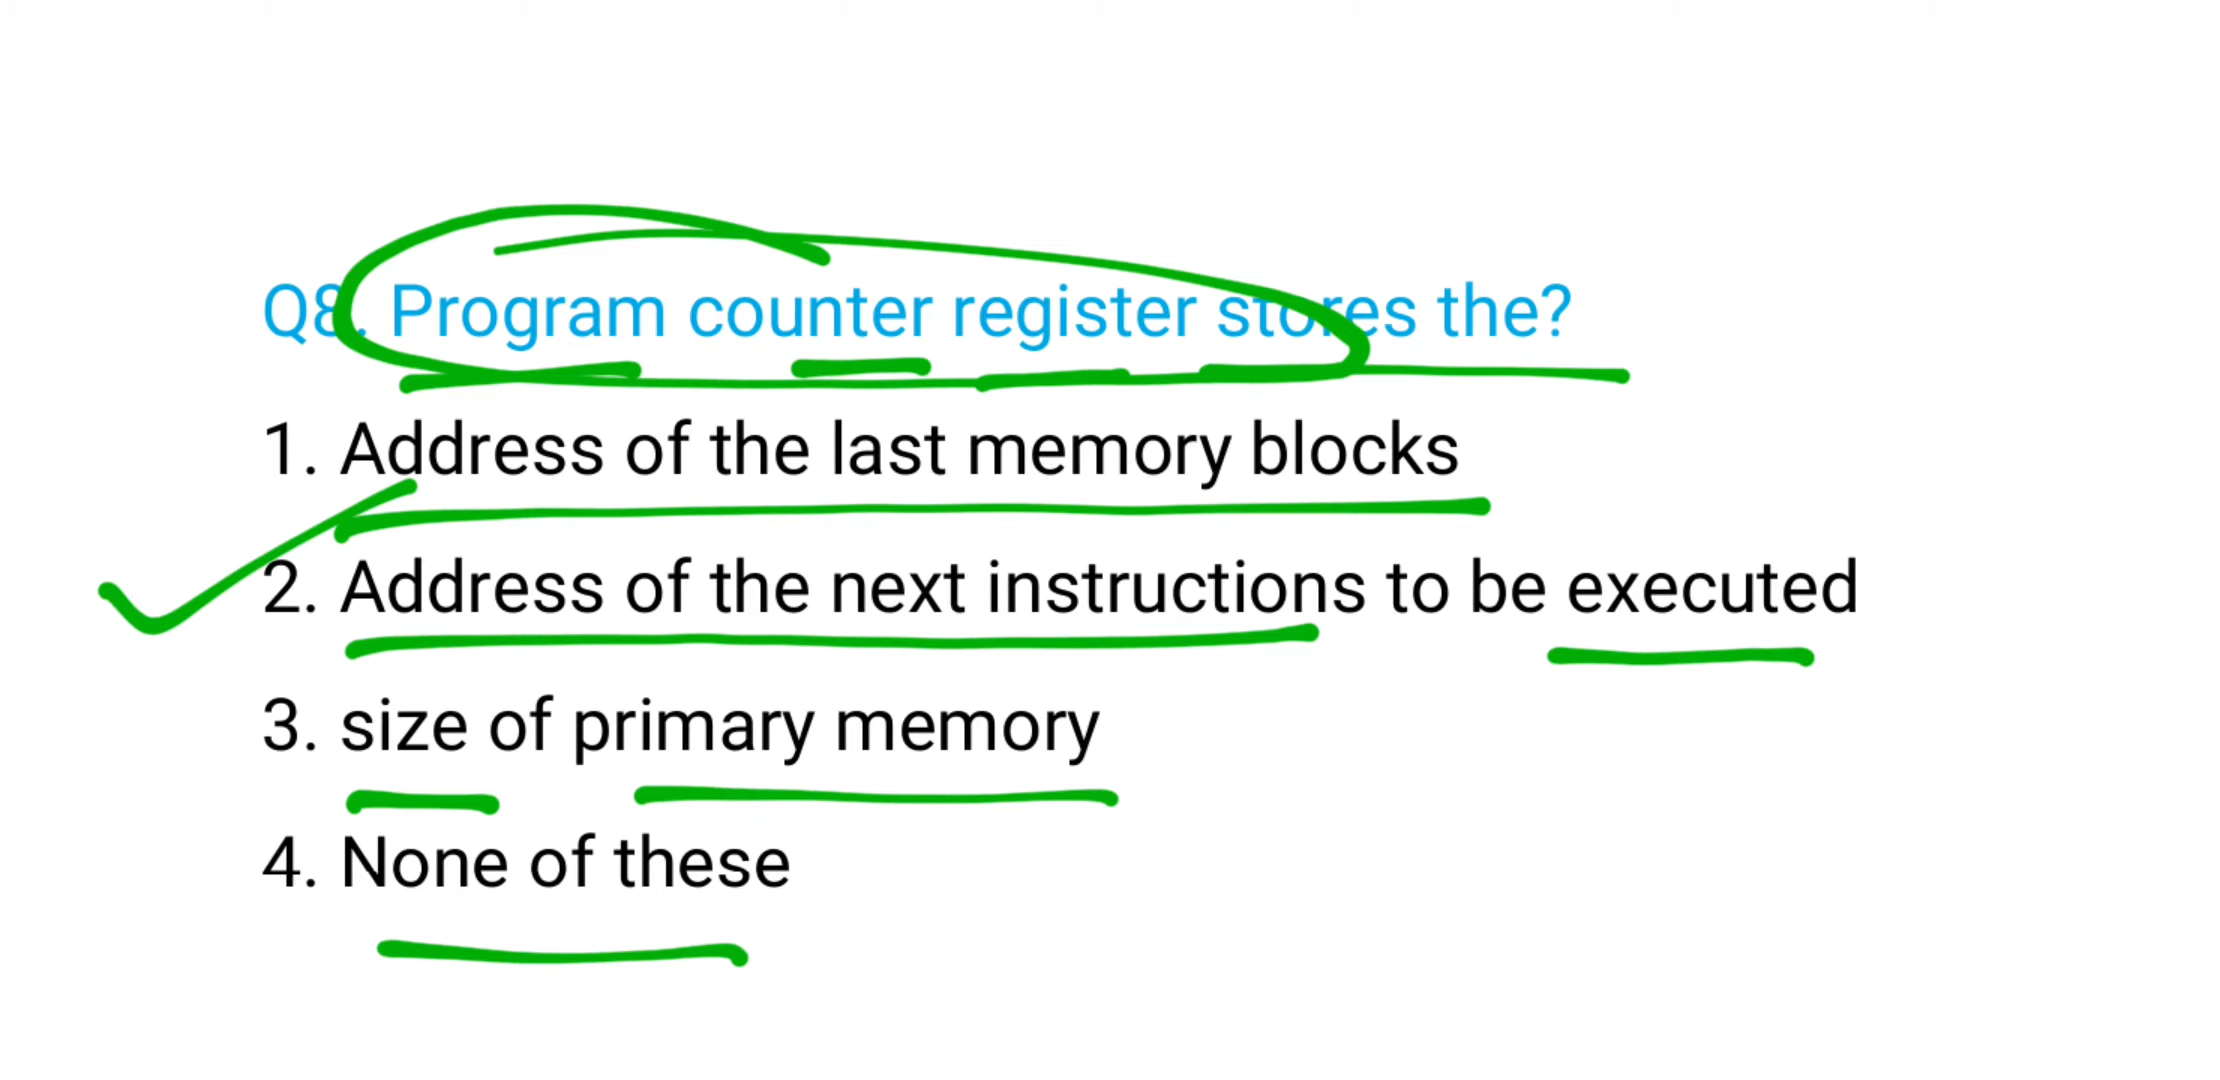 Q8. Program counter register stores the?
1. Address of the last memory blocks
2. Address of the next instructions to be executed
3. size of primary memory
4. None of these